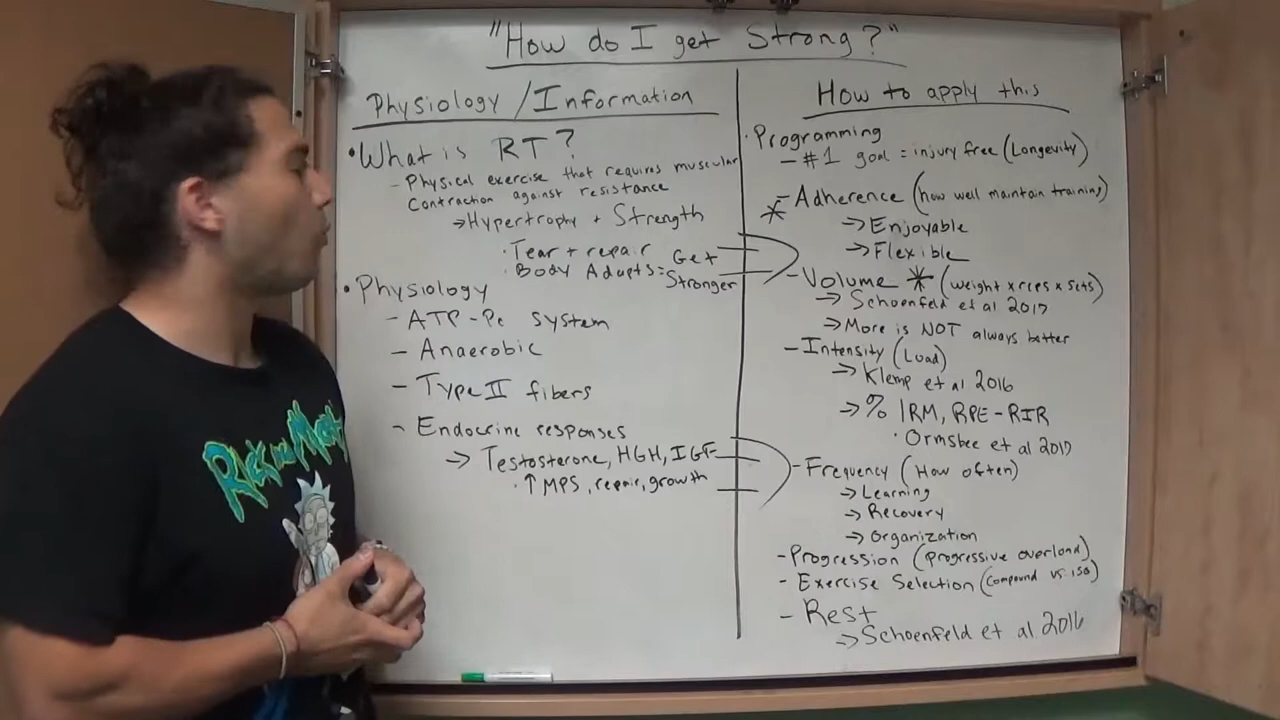 "How do I get Strong?"
Physiology/Information
• What is RT?
- Physical exercise that requires muscular
Contraction against resistance
→ Hypertrophy + Strength
• Tear + repair
• Body Adapts = Get
Stronger
• Physiology
- ATP-Pc system
- Anaerobic
- Type II fibers
- Endocrine responses
→ Testosterone, HGH, IGF-
• ↑ MPS, repair, growth
How to apply this
• Programming
- #1 goal = injury free (Longevity)
* - Adherence (how well maintain training)
→ Enjoyable
→ Flexible
- Volume * (weight x reps x sets)
→ Schoenfeld et al 2017
→ More is NOT always better
- Intensity (Load)
→ Klemp et al 2016
→ % 1RM, RPE-RIR
• Ormsbee et al 2017
- Frequency (How often)
→ Learning
→ Recovery
→ Organization
- Progression (progressive overload)
- Exercise Selection (compound vs iso)
- Rest
→ Schoenfeld et al 2016
Rick and Morty